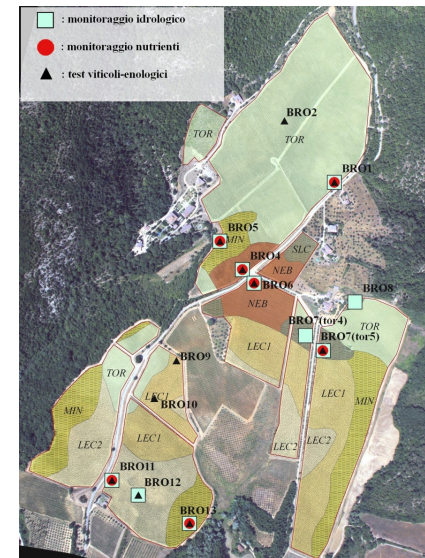 : monitoraggio idrologico
: monitoraggio nutrienti
: test viticoli-enologici
BRO2
TOR
TOR
BRO1
BRO5
MIN
SLC
BRO4
NEB
BRO6
BRO8
NEB
BRO7(tor4)
TOR
BRO7(tor5)
LEC1
BRO9
TOR
LEC1
LEC1
MIN
BRO10
MIN
LEC1
LEC2
LEC2
LEC2
BRO11
BRO12
BRO13